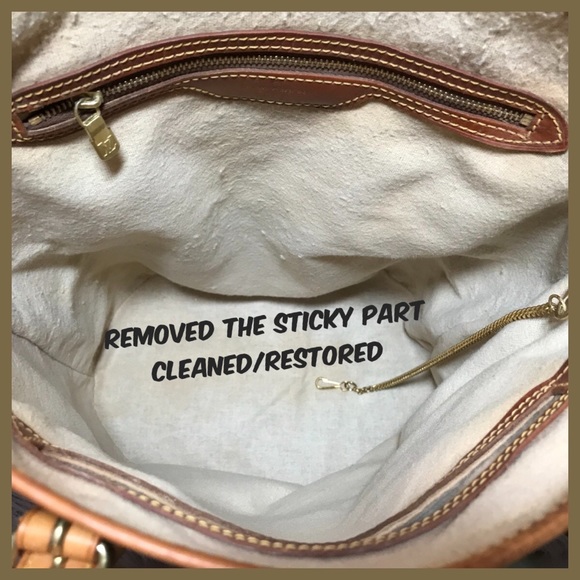 REMOVED THE STICKY PART
CLEANED/RESTORED